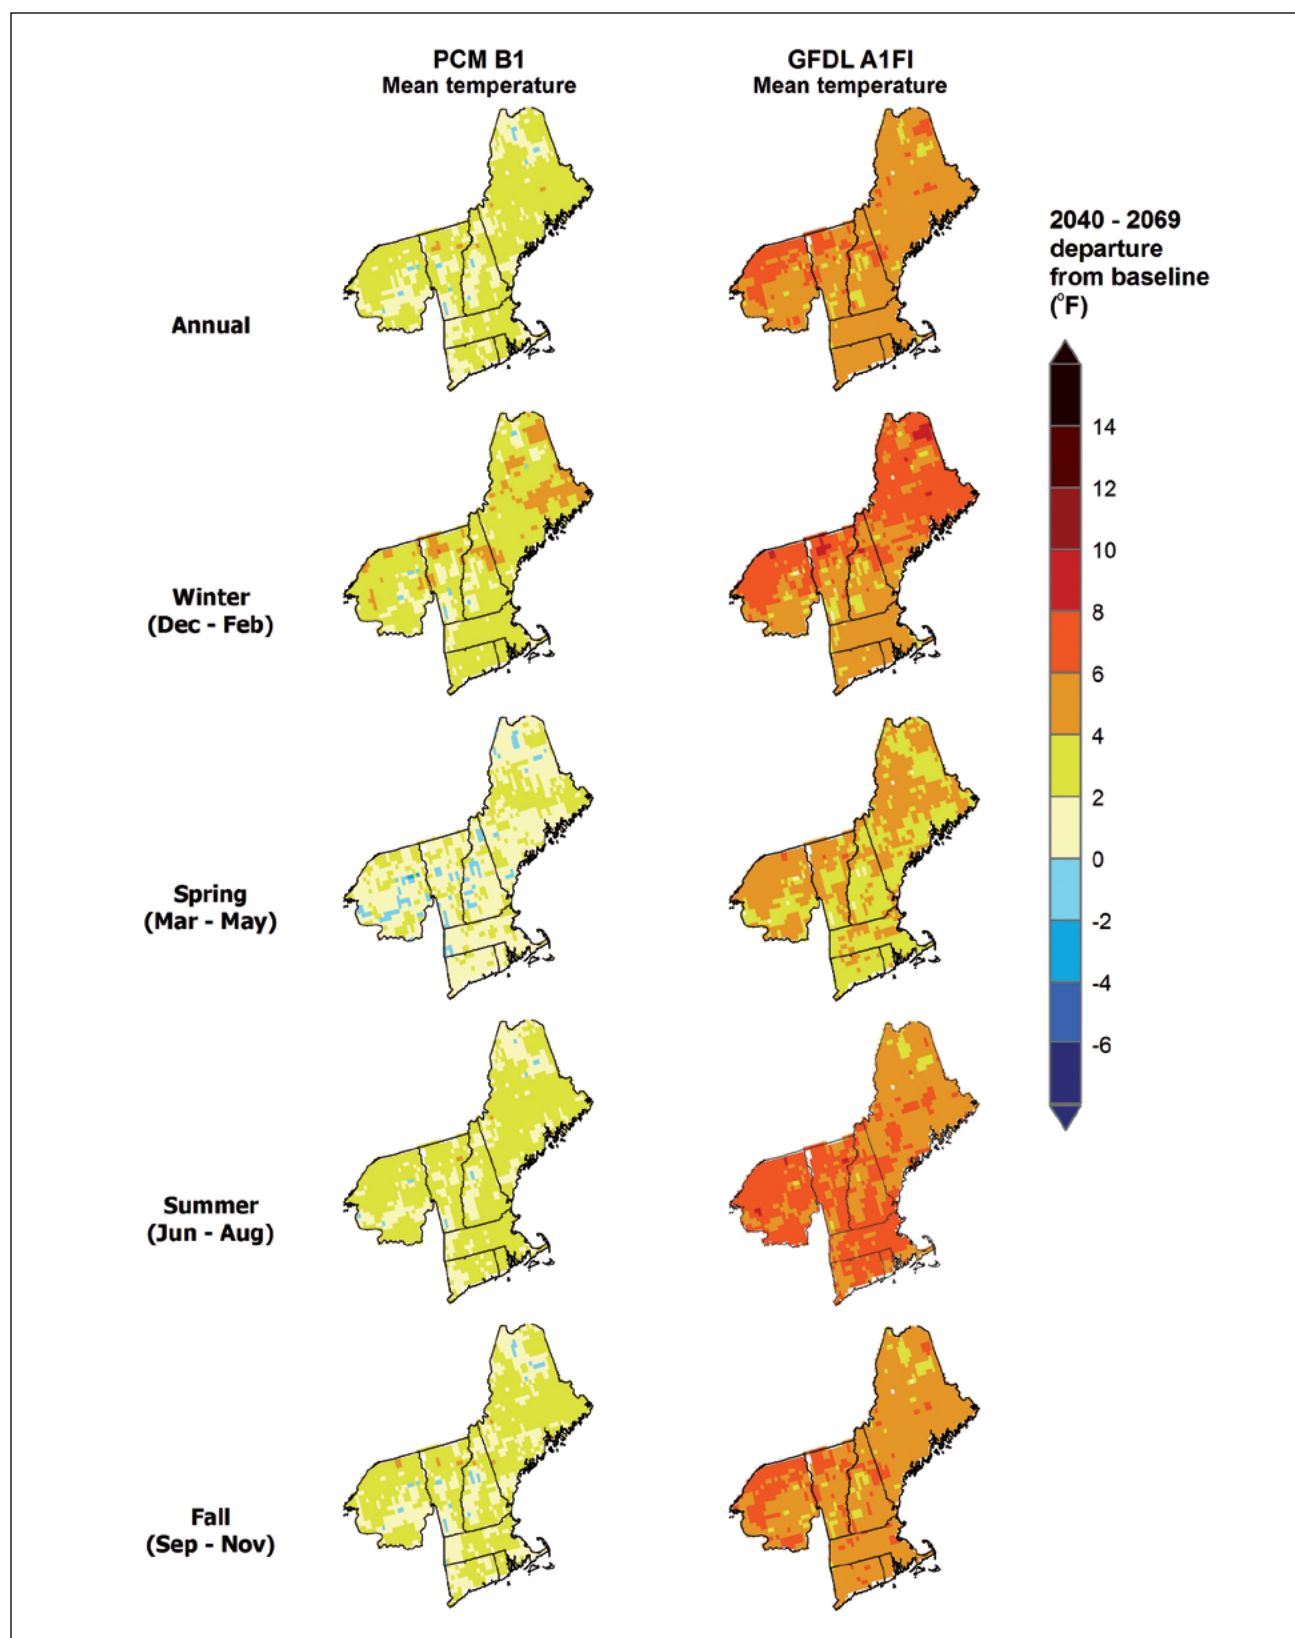 PCM B1
Mean temperature
GFDL A1FI
Mean temperature
2040 - 2069
departure
from baseline
(°F)
Annual
Winter
(Dec - Feb)
Spring
(Mar - May)
Summer
(Jun - Aug)
Fall
(Sep - Nov)
14
12
10
8
6
4
2
0
-2
-4
-6